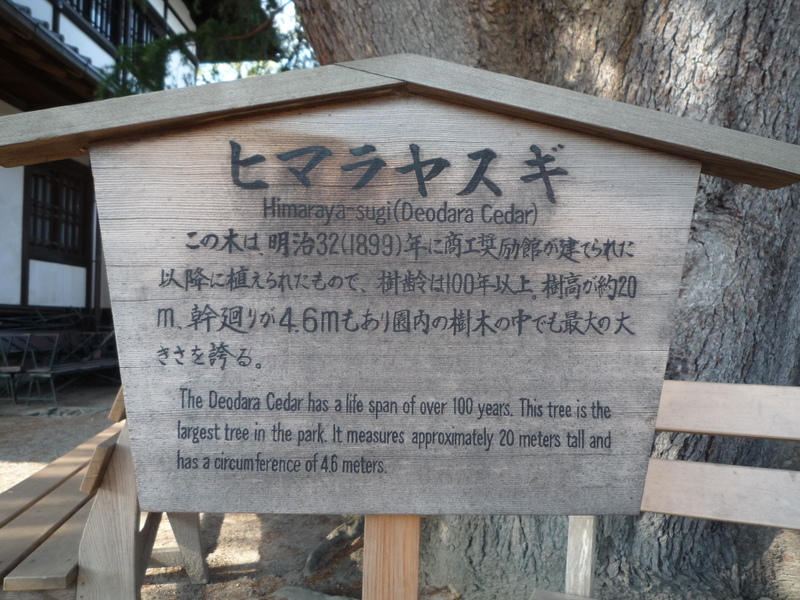 ヒマラヤスギ
Himaraya-sugi(Deodara Cedar)
この木は、明治32(1899)年に商工奨励館が建てられた
以降に植えられたもので、樹齢は100年以上。樹高が約20
m、幹廻りが4.6mもあり園内の樹木の中でも最大の大
きさを誇る。
The Deodara Cedar has a life span of over 100 years. This tree is the
largest tree in the park. It measures approximately 20 meters tall and
has a circumference of 4.6 meters.